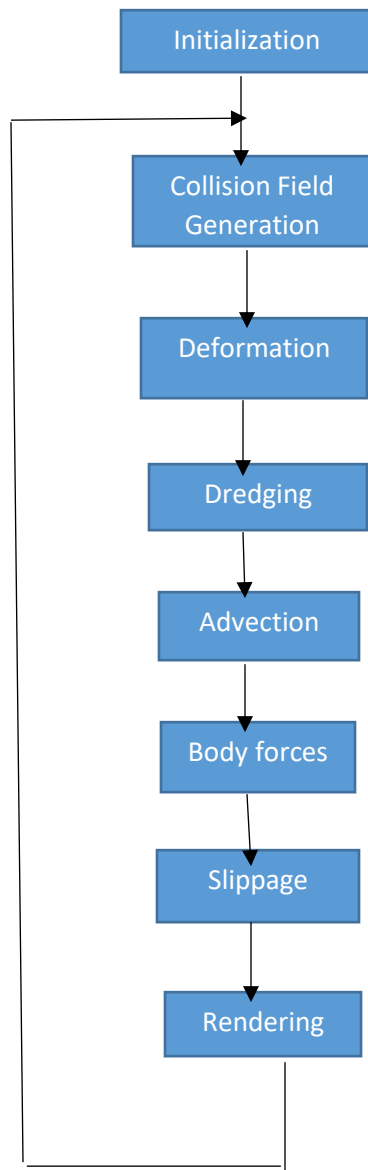 Initialization
Collision Field
Generation
Deformation
Dredging
Advection
Body forces
Slippage
Rendering